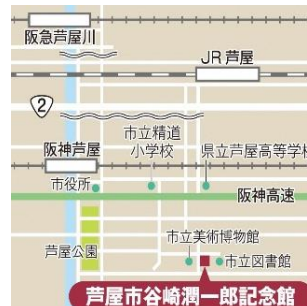 阪急芦屋川
JR 芦屋
2
市立精道
小学校
県立芦屋高等学校
阪神芦屋
市役所
阪神高速
市立美術博物館
芦屋公園
市立図書館
芦屋市谷崎潤一郎記念館